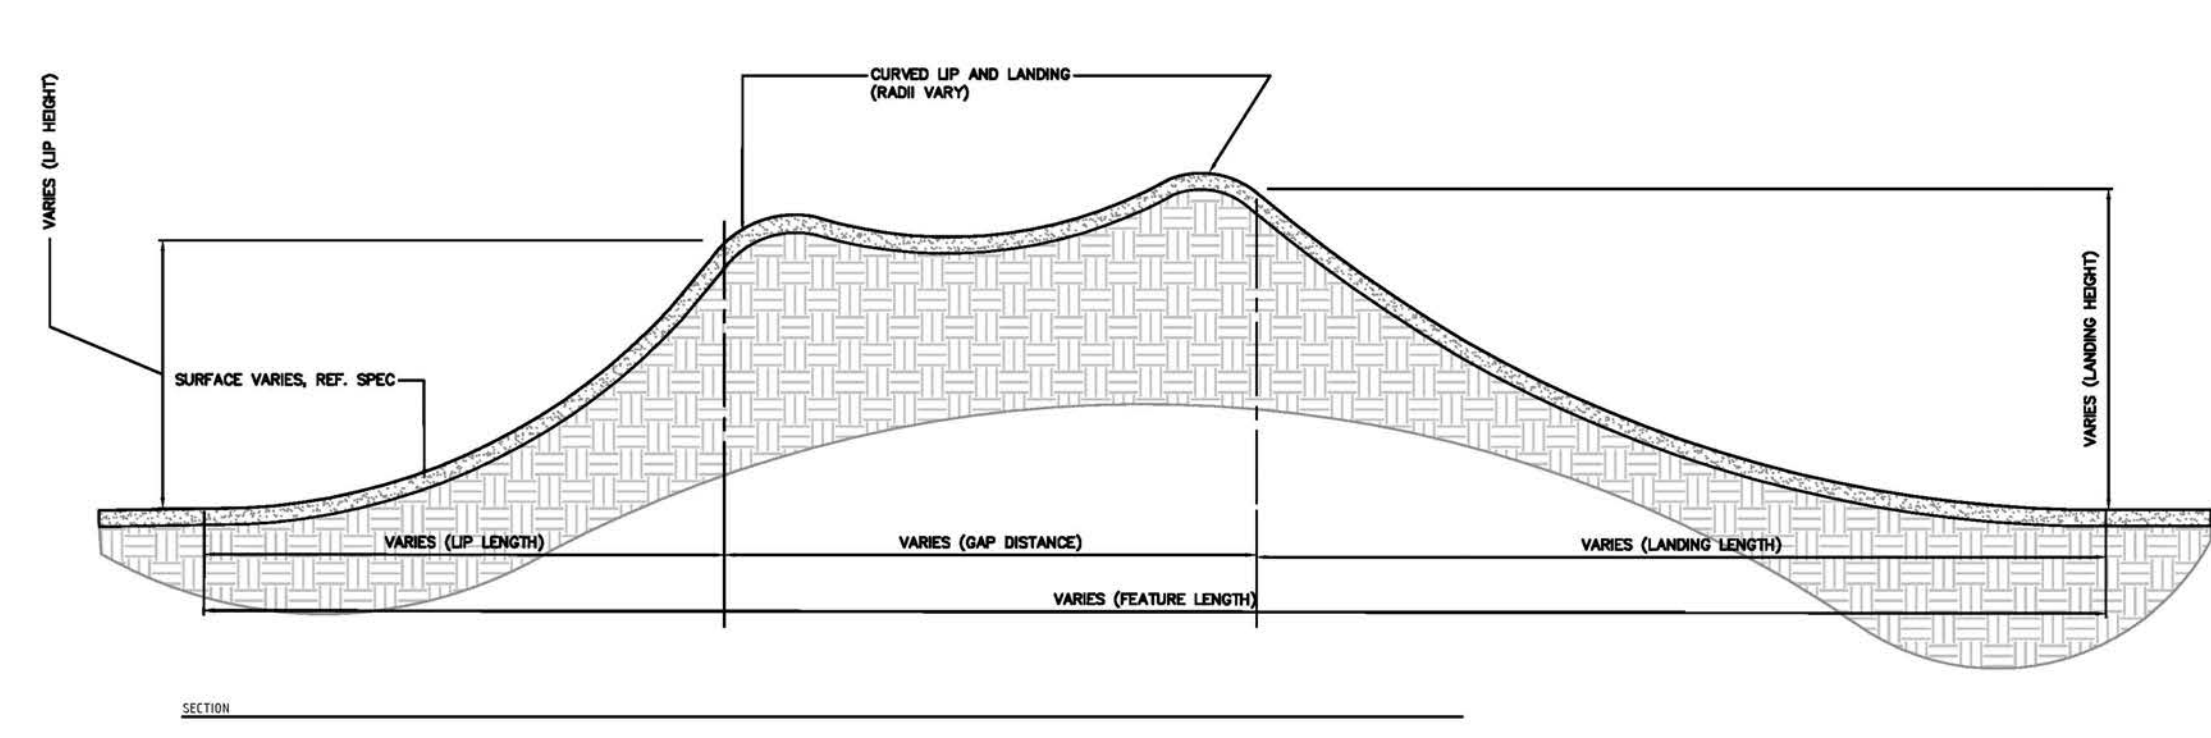 CURVED LIP AND LANDING
(RADII VARY)
VARIES (LIP HEIGHT)
SURFACE VARIES, REF. SPEC
VARIES (LANDING HEIGHT)
VARIES (LIP LENGTH)
VARIES (GAP DISTANCE)
VARIES (LANDING LENGTH)
VARIES (FEATURE LENGTH)
SECTION